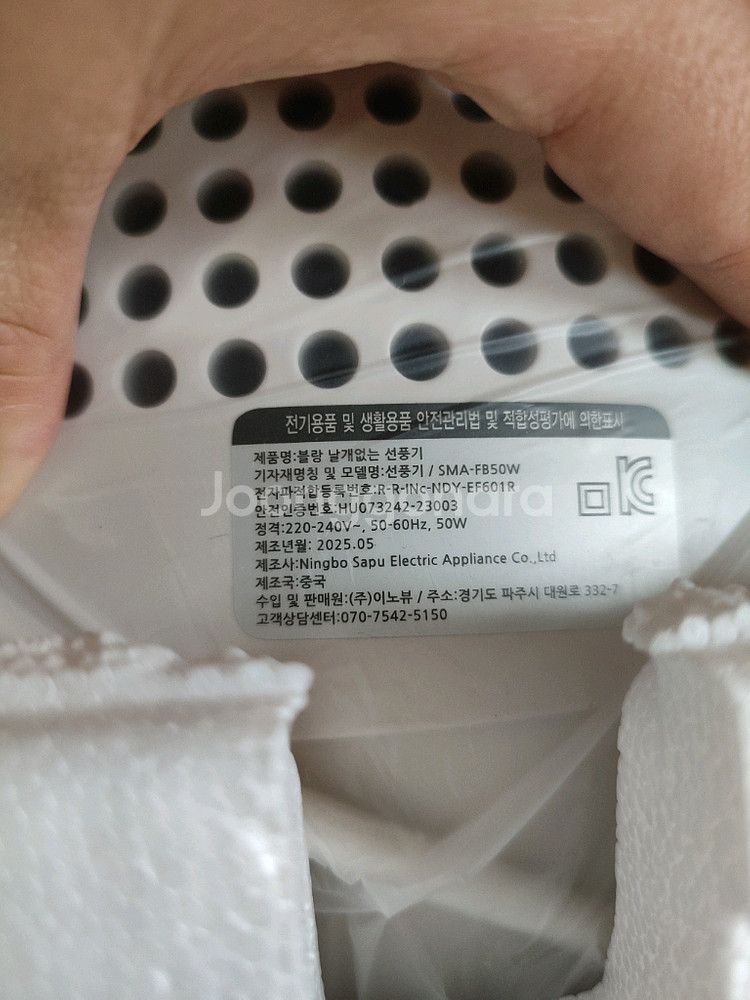 전기용품 및 생활용품 안전관리법 및 적합성평가에 의한표시
제품명:블랑 날개없는 선풍기
기자재명칭 및 모델명:선풍기 / SMA-FB50W
전자파적합등록번호:R-R-INc-NDY-EF601R
안전인증번호:HU073242-23003
정격:220-240V~, 50-60Hz, 50W
제조년월: 2025.05
제조사:Ningbo Sapu Electric Appliance Co.,Ltd
제조국:중국
수입 및 판매원:(주)이노뷰 / 주소:경기도 파주시 대원로 332-7
고객상담센터:070-7542-5150
Joonggonara